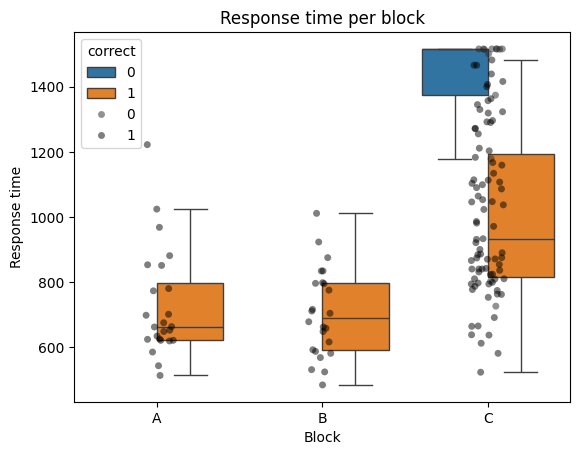 Response time per block
correct
0
1
0
1
1400
1200
1000
800
600
Response time
A
B
C
Block